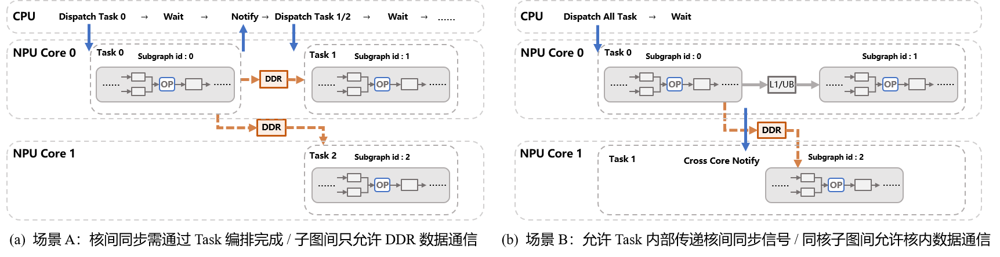 CPU Dispatch Task 0 → Wait → Notify → Dispatch Task 1/2 → Wait → ......
NPU Core 0
Task 0
Subgraph id : 0
...... OP ......
DDR
Task 1
Subgraph id : 1
...... OP ......
DDR
NPU Core 1
Task 2
Subgraph id : 2
...... OP ......
(a) 场景 A：核间同步需通过 Task 编排完成 / 子图间只允许 DDR 数据通信
CPU Dispatch All Task → Wait
NPU Core 0
Task 0
Subgraph id : 0
...... OP ......
L1/UB
Subgraph id : 1
...... OP ......
DDR
NPU Core 1
Task 1
Cross Core Notify
Subgraph id : 2
...... OP ......
(b) 场景 B：允许 Task 内部传递核间同步信号 / 同核子图间允许核内数据通信